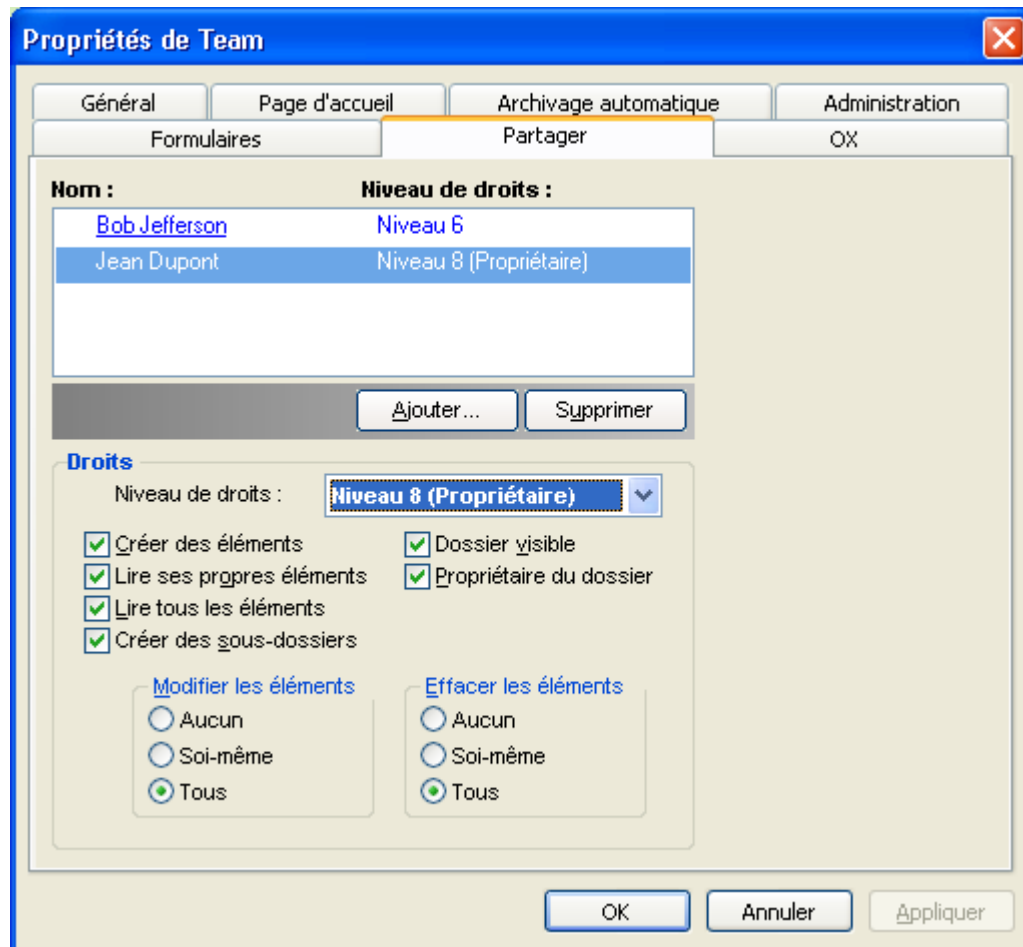 Propriétés de Team
Général Page d'accueil Archivage automatique Administration
Formulaires Partager OX
Nom : Niveau de droits :
Bob Jefferson Niveau 6
Jean Dupont Niveau 8 (Propriétaire)
Ajouter... Supprimer
Droits
Niveau de droits : Niveau 8 (Propriétaire)
Créer des éléments Dossier visible
Lire ses propres éléments Propriétaire du dossier
Lire tous les éléments
Créer des sous-dossiers
Modifier les éléments Effacer les éléments
Aucun Aucun
Soi-même Soi-même
Tous Tous
OK Annuler Appliquer